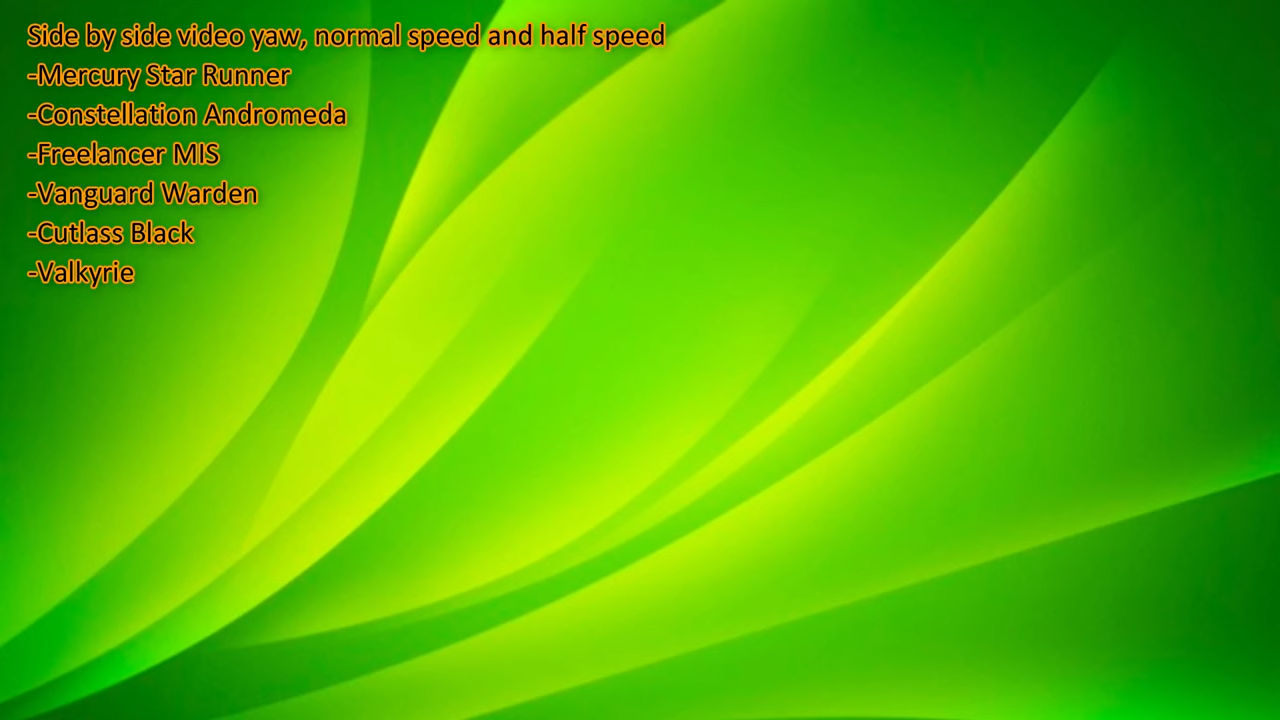 Side by side video yaw, normal speed and half speed
-Mercury Star Runner
-Constellation Andromeda
-Freelancer MIS
-Vanguard Warden
-Cutlass Black
-Valkyrie